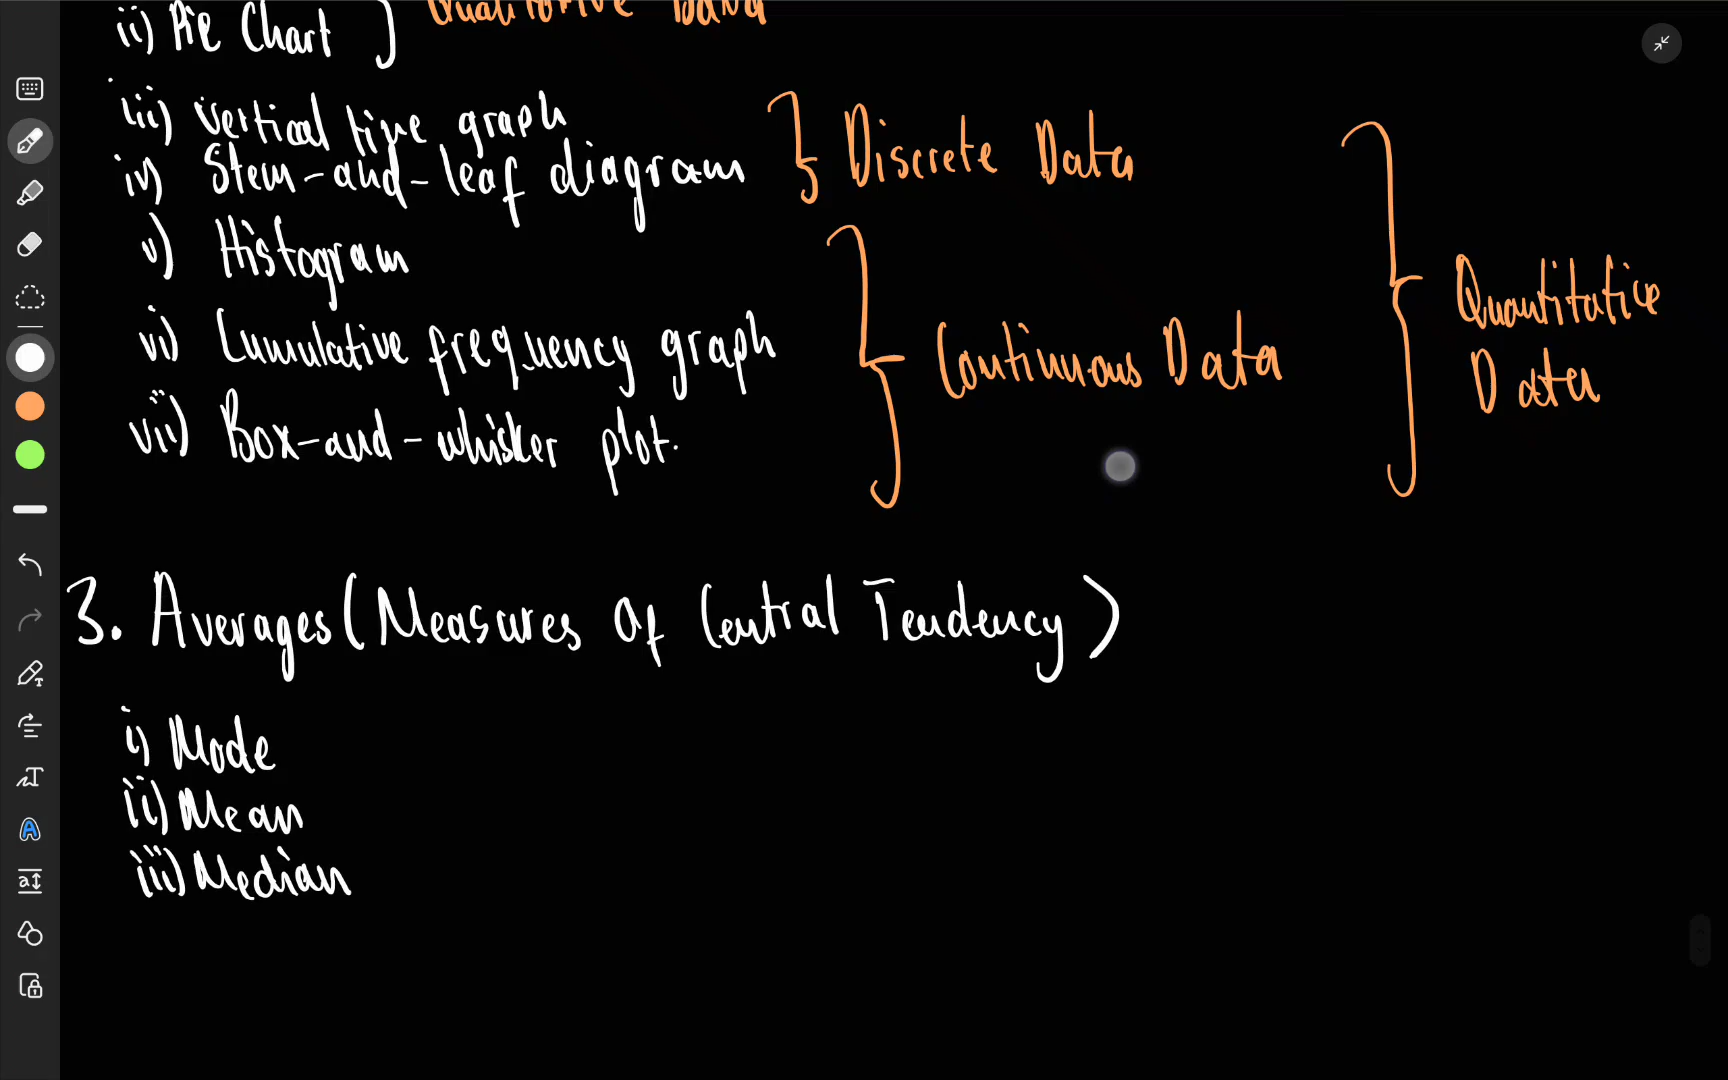 ii) Pie Chart } Qualitative Data
iii) Vertical line graph
iv) Stem-and-leaf diagram
} Discrete Data
v) Histogram
vi) Cumulative frequency graph
vii) Box-and-whisker plot.
} Continuous Data
} Quantitative
Data
3. Averages (Measures Of Central Tendency)
i) Mode
ii) Mean
iii) Median